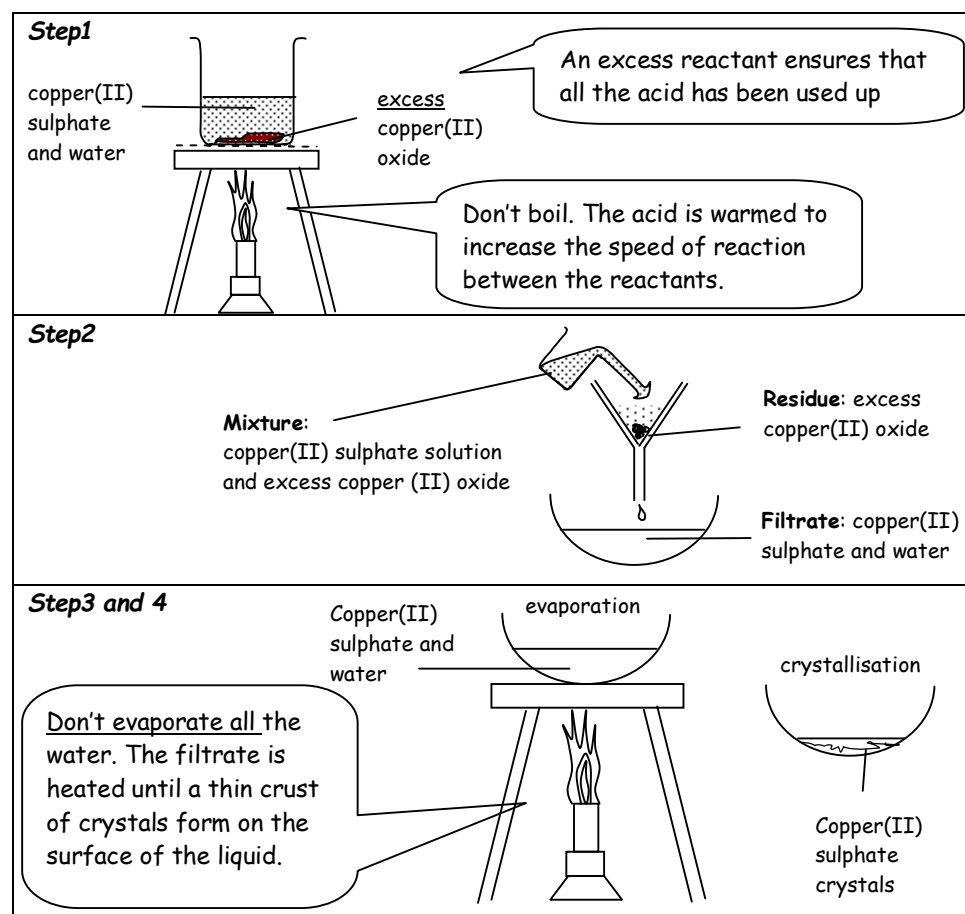 Step1
copper(II)
sulphate
and water
excess
copper(II)
oxide
An excess reactant ensures that
all the acid has been used up
Don't boil. The acid is warmed to
increase the speed of reaction
between the reactants.
Step2
Mixture:
copper(II) sulphate solution
and excess copper (II) oxide
Residue: excess
copper(II) oxide
Filtrate: copper(II)
sulphate and water
Step3 and 4
Copper(II)
sulphate and
water
evaporation
crystallisation
Don't evaporate all the
water. The filtrate is
heated until a thin crust
of crystals form on the
surface of the liquid.
Copper(II)
sulphate
crystals